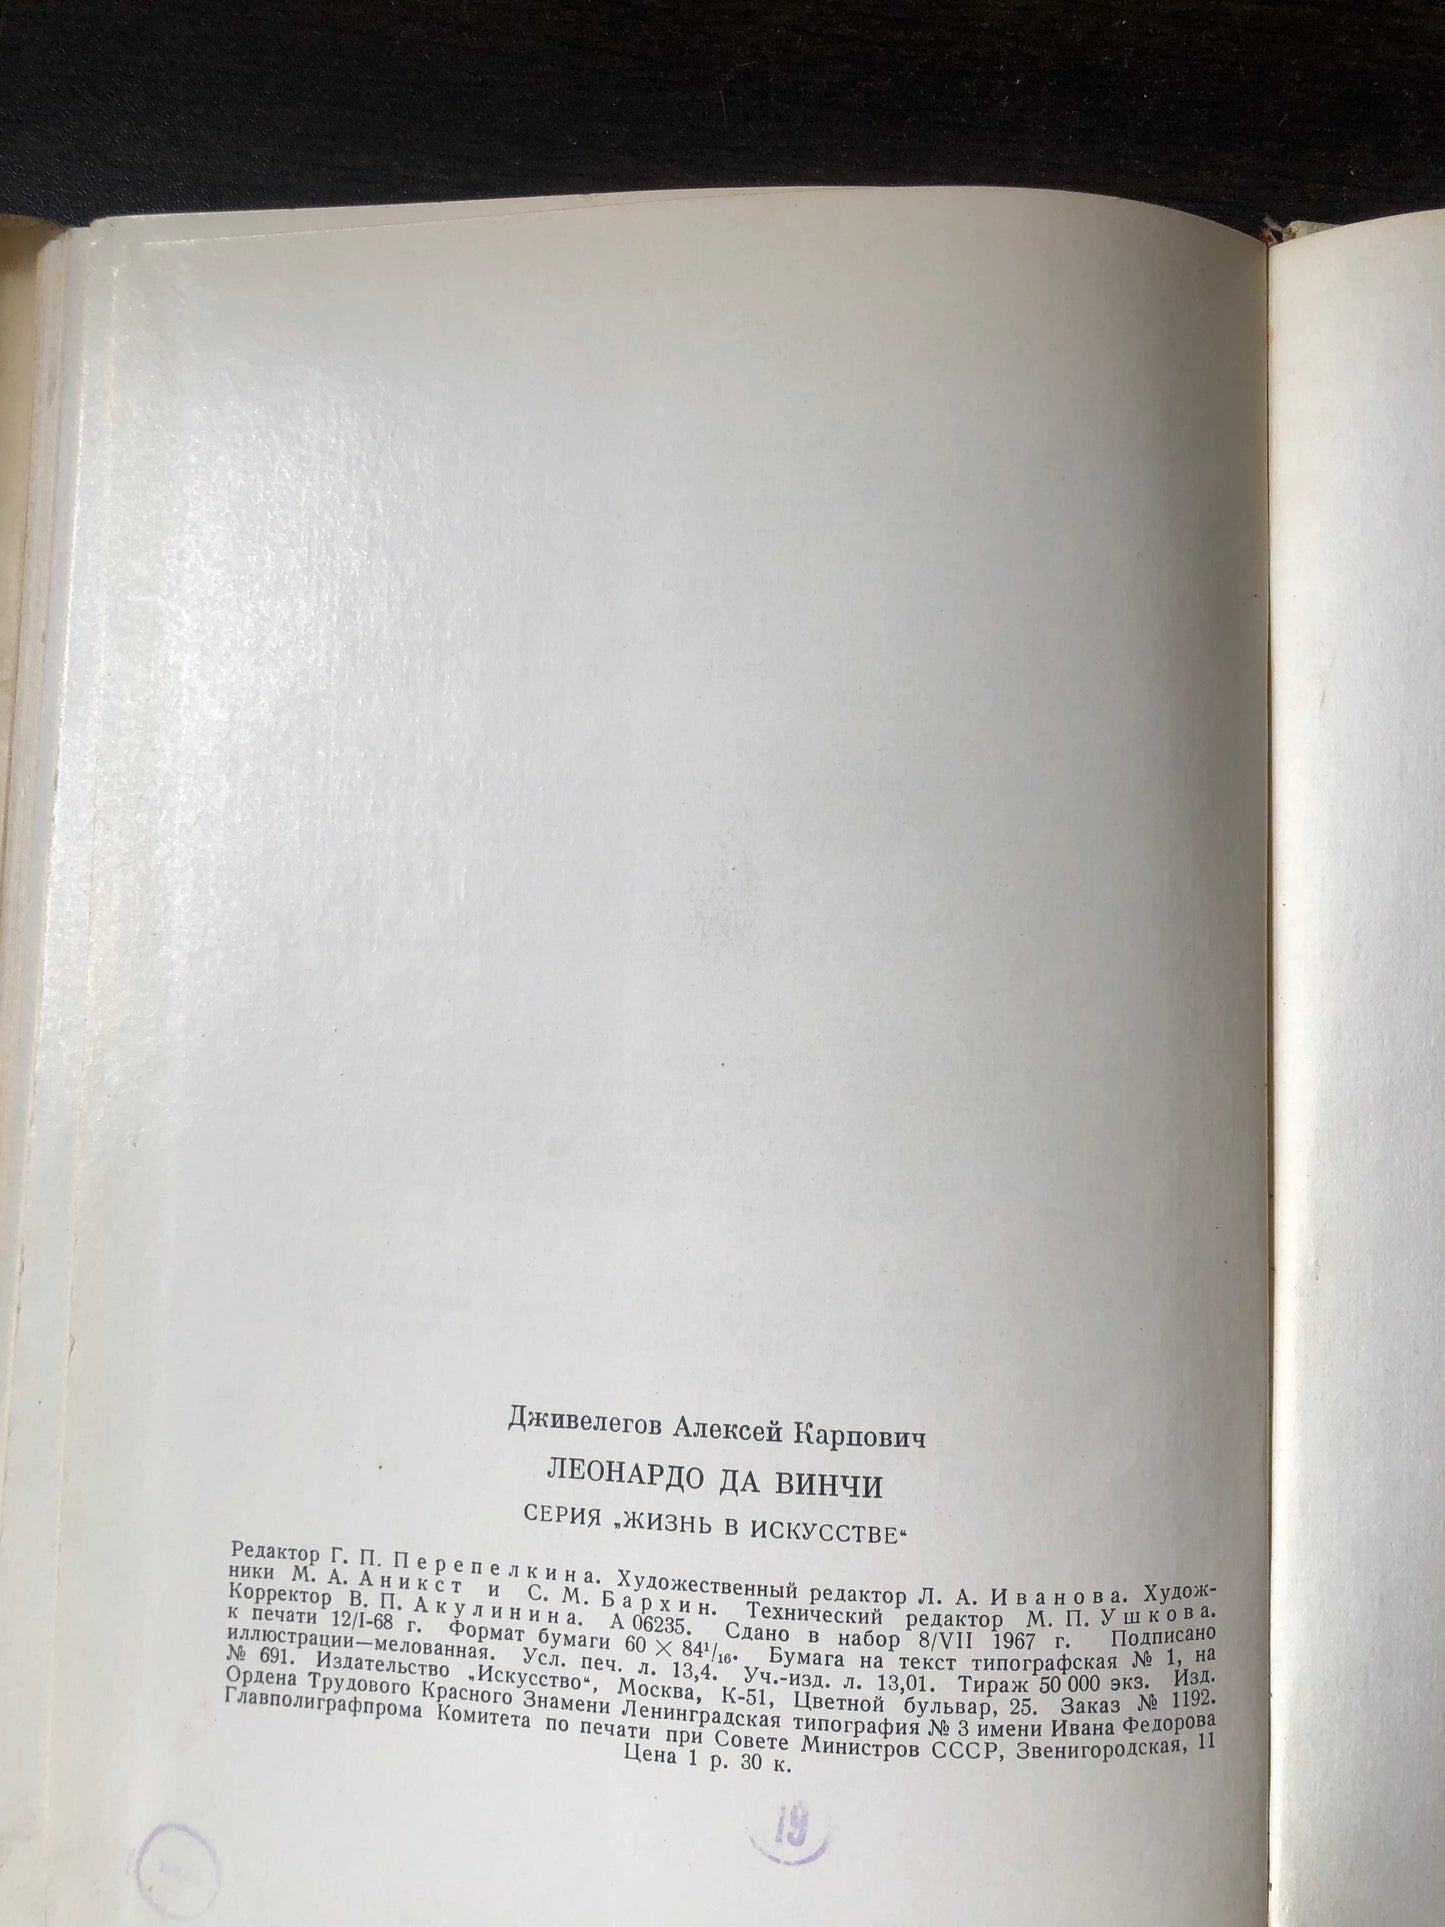 Дживелегов Алексей Карпович
ЛЕОНАРДО ДА ВИНЧИ
СЕРИЯ „ЖИЗНЬ В ИСКУССТВЕ“
Редактор Г. П. Перепелкина. Художественный редактор Л. А. Иванова. Худож-
ники М. А. Аникст и С. М. Бархин. Технический редактор М. П. Ушкова.
Корректор В. П. Акулинина. А 06235. Сдано в набор 8/VII 1967 г. Подписано
к печати 12/I-68 г. Формат бумаги 60 × 84¹/₁₆. Бумага на текст типографская № 1, на
иллюстрации—мелованная. Усл. печ. л. 13,4. Уч.-изд. л. 13,01. Тираж 50 000 экз. Изд.
№ 691. Издательство „Искусство“, Москва, К-51, Цветной бульвар, 25. Заказ № 1192.
Ордена Трудового Красного Знамени Ленинградская типография № 3 имени Ивана Федорова
Главполиграфпрома Комитета по печати при Совете Министров СССР, Звенигородская, 11
Цена 1 р. 30 к.
19